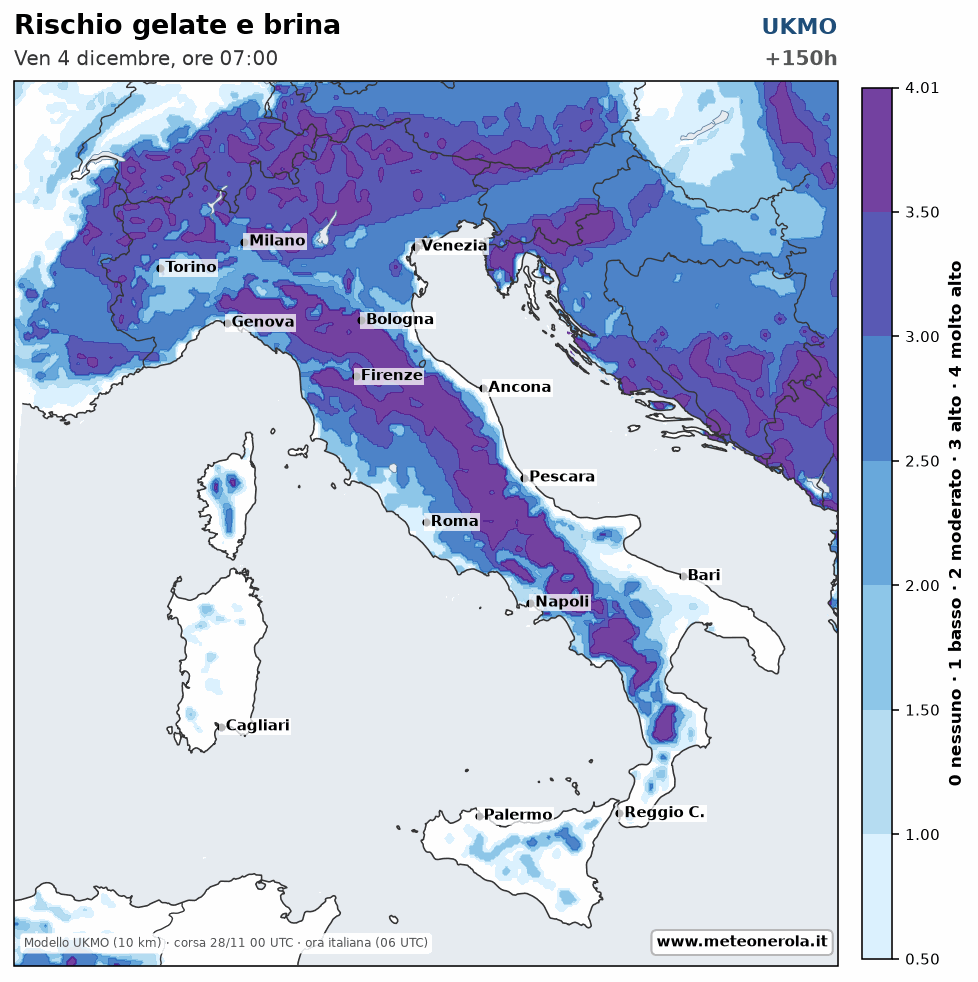 Rischio gelate e brina
UKMO
Ven 4 dicembre, ore 07:00
+150h
4.01
3.50
3.00
2.50
2.00
1.50
1.00
0.50
0 nessuno · 1 basso · 2 moderato · 3 alto · 4 molto alto
Milano
Venezia
Torino
Genova
Bologna
Firenze
Ancona
Pescara
Roma
Bari
Napoli
Cagliari
Palermo
Reggio C.
Modello UKMO (10 km) · corsa 28/11 00 UTC · ora italiana (06 UTC)
www.meteonerola.it